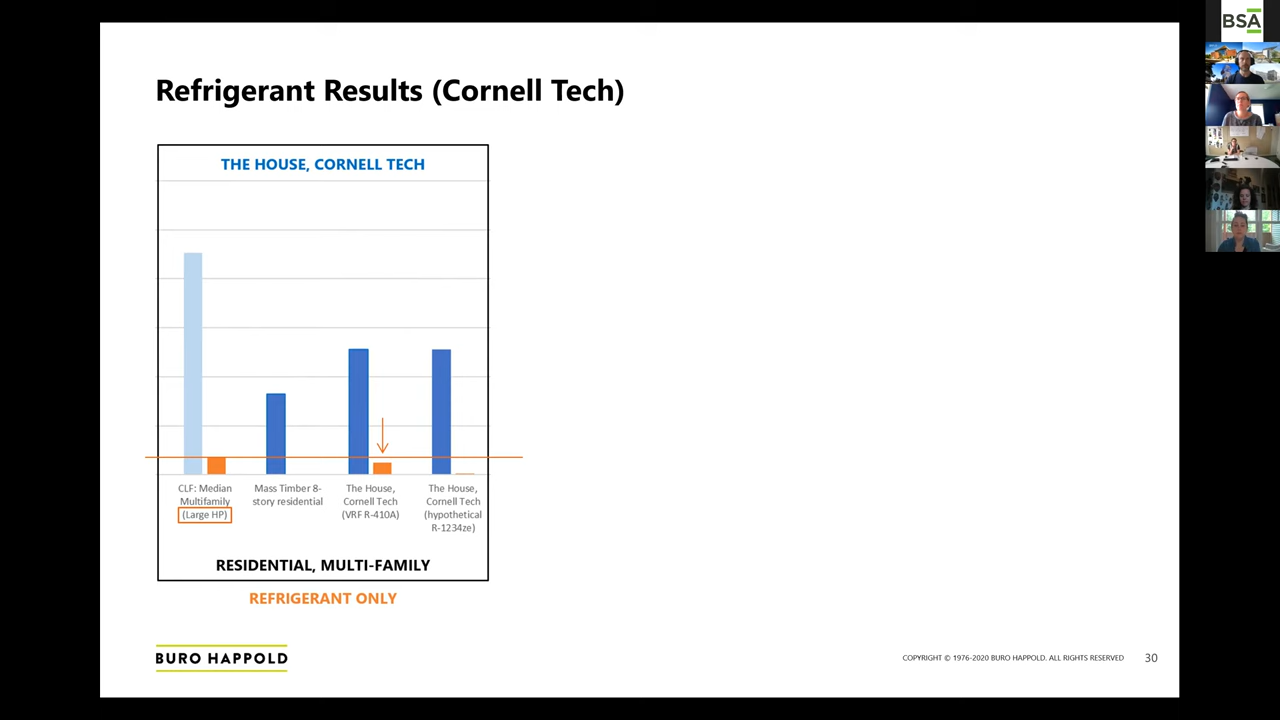 BSA
Refrigerant Results (Cornell Tech)
THE HOUSE, CORNELL TECH
CLF: Median
Multifamily
(Large HP)
Mass Timber 8-
story residential
The House,
Cornell Tech
(VRF R-410A)
The House,
Cornell Tech
(hypothetical
R-1234ze)
RESIDENTIAL, MULTI-FAMILY
REFRIGERANT ONLY
BURO HAPPOLD
COPYRIGHT © 1976-2020 BURO HAPPOLD. ALL RIGHTS RESERVED
30